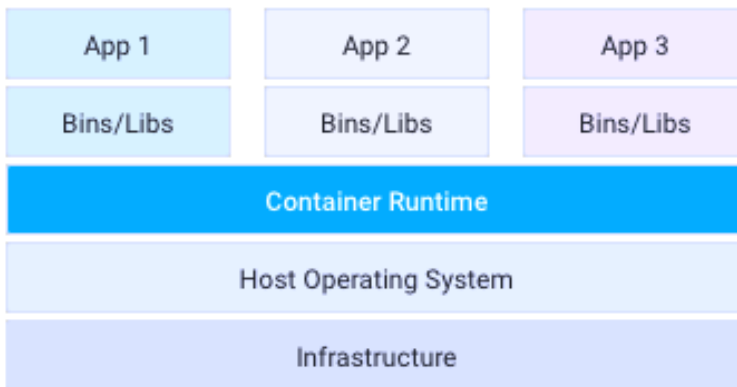 App 1
App 2
App 3
Bins/Libs
Bins/Libs
Bins/Libs
Container Runtime
Host Operating System
Infrastructure